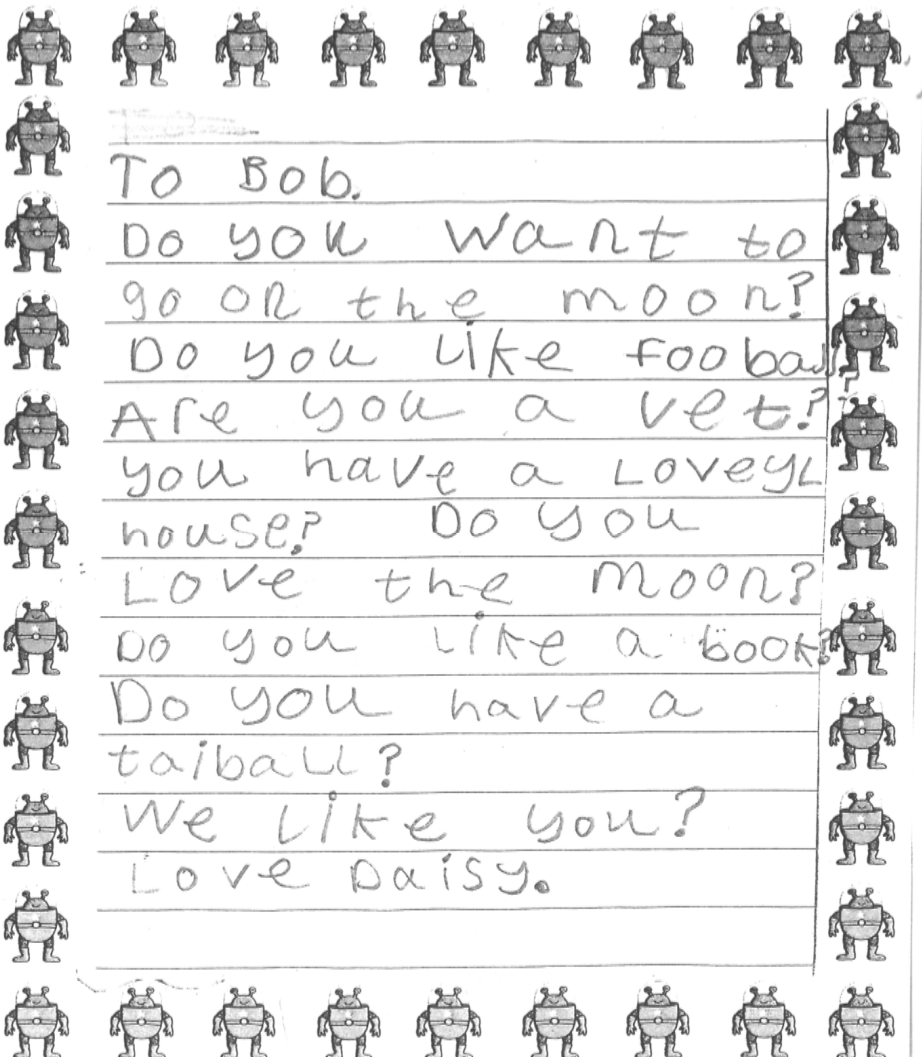 To Bob.
Do you want to
go on the moon?
Do you like fooball?
Are you a vet?
you have a Loveyl
house? Do you
Love the moon?
Do you like a book?
Do you have a
taiball?
We like you?
Love Daisy.